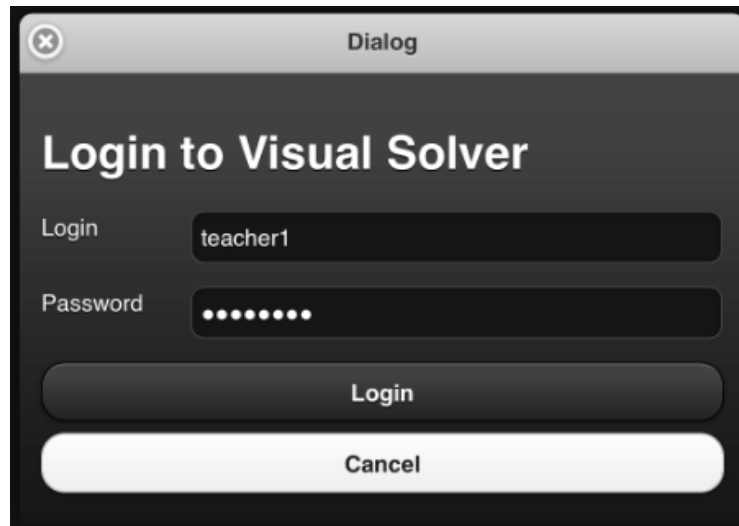 Dialog
Login to Visual Solver
Login
teacher1
Password
••••••••
Login
Cancel